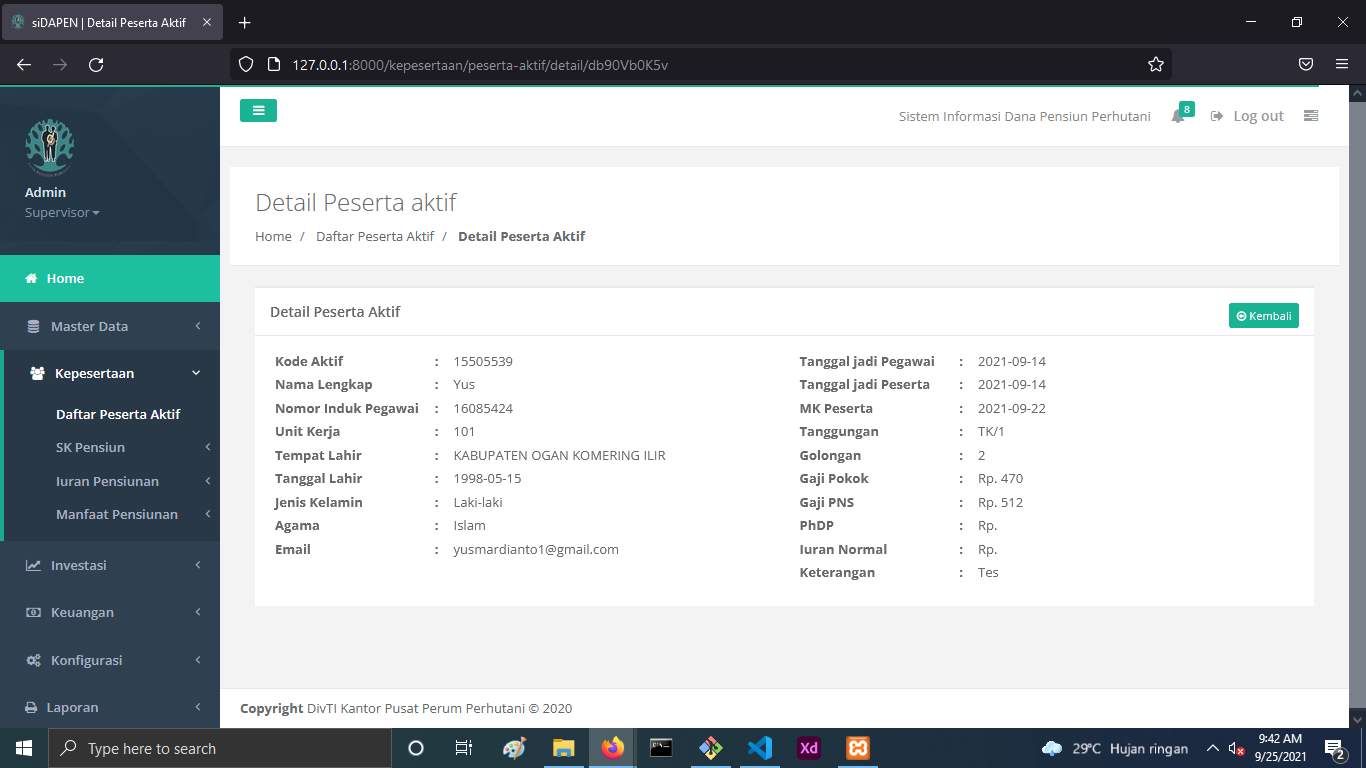 siDAPEN | Detail Peserta Aktif
127.0.0.1:8000/kepesertaan/peserta-aktif/detail/db90Vb0K5v
Admin
Supervisor
Home
Master Data
Kepesertaan
Daftar Peserta Aktif
SK Pensiun
Iuran Pensiunan
Manfaat Pensiunan
Investasi
Keuangan
Konfigurasi
Laporan
Sistem Informasi Dana Pensiun Perhutani 8 Log out
Detail Peserta aktif
Home / Daftar Peserta Aktif / Detail Peserta Aktif
Detail Peserta Aktif
Kembali
Kode Aktif : 15505539
Nama Lengkap : Yus
Nomor Induk Pegawai : 16085424
Unit Kerja : 101
Tempat Lahir : KABUPATEN OGAN KOMERING ILIR
Tanggal Lahir : 1998-05-15
Jenis Kelamin : Laki-laki
Agama : Islam
Email : yusmardianto1@gmail.com
Tanggal jadi Pegawai : 2021-09-14
Tanggal jadi Peserta : 2021-09-14
MK Peserta : 2021-09-22
Tanggungan : TK/1
Golongan : 2
Gaji Pokok : Rp. 470
Gaji PNS : Rp. 512
PhDP : Rp.
Iuran Normal : Rp.
Keterangan : Tes
Copyright DivTI Kantor Pusat Perum Perhutani © 2020
Type here to search
Xd
29°C Hujan ringan
9:42 AM
9/25/2021
2